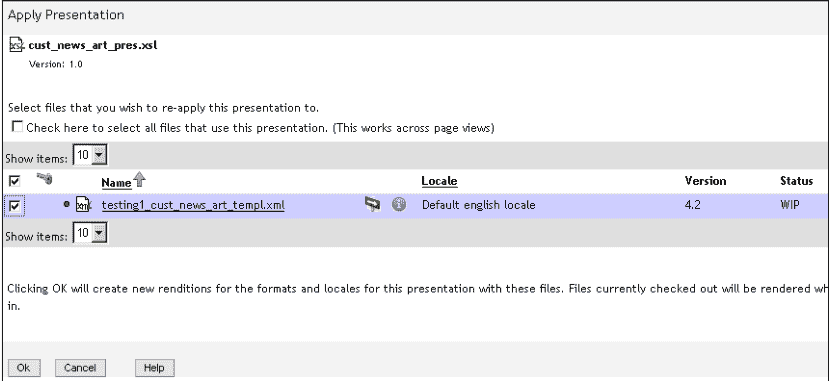 Apply Presentation
cust_news_art_pres.xsl
Version: 1.0
Select files that you wish to re-apply this presentation to.
Check here to select all files that use this presentation. (This works across page views)
Show items: 10
Name Locale Version Status
testing1_cust_news_art_templ.xml Default english locale 4.2 WIP
Show items: 10
Clicking OK will create new renditions for the formats and locales for this presentation with these files. Files currently checked out will be rendered wh
in.
Ok Cancel Help